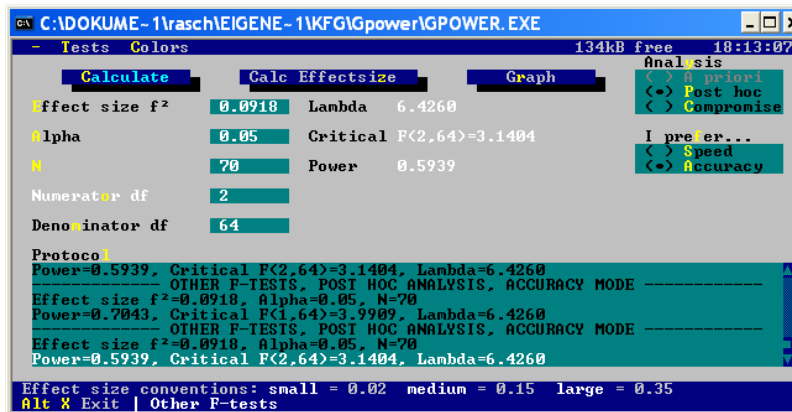 C:\DOKUME~1\rasch\EIGENE~1\KFG\Gpower\GPOWER.EXE
- Tests Colors 134kB free 18:13:07
Analysis
Calculate Calc Effectsize Graph ( ) A priori
(•) Post hoc
Effect size f² 0.0918 Lambda 6.4260 ( ) Compromise
Alpha 0.05 Critical F(2,64)=3.1404 I prefer...
( ) Speed
N 70 Power 0.5939 (•) Accuracy
Numerator df 2
Denominator df 64
Protocol
Power=0.5939, Critical F(2,64)=3.1404, Lambda=6.4260
------------- OTHER F-TESTS, POST HOC ANALYSIS, ACCURACY MODE ------------
Effect size f²=0.0918, Alpha=0.05, N=70
Power=0.7043, Critical F(1,64)=3.9909, Lambda=6.4260
------------- OTHER F-TESTS, POST HOC ANALYSIS, ACCURACY MODE ------------
Effect size f²=0.0918, Alpha=0.05, N=70
Power=0.5939, Critical F(2,64)=3.1404, Lambda=6.4260
Effect size conventions: small = 0.02 medium = 0.15 large = 0.35
Alt X Exit | Other F-tests